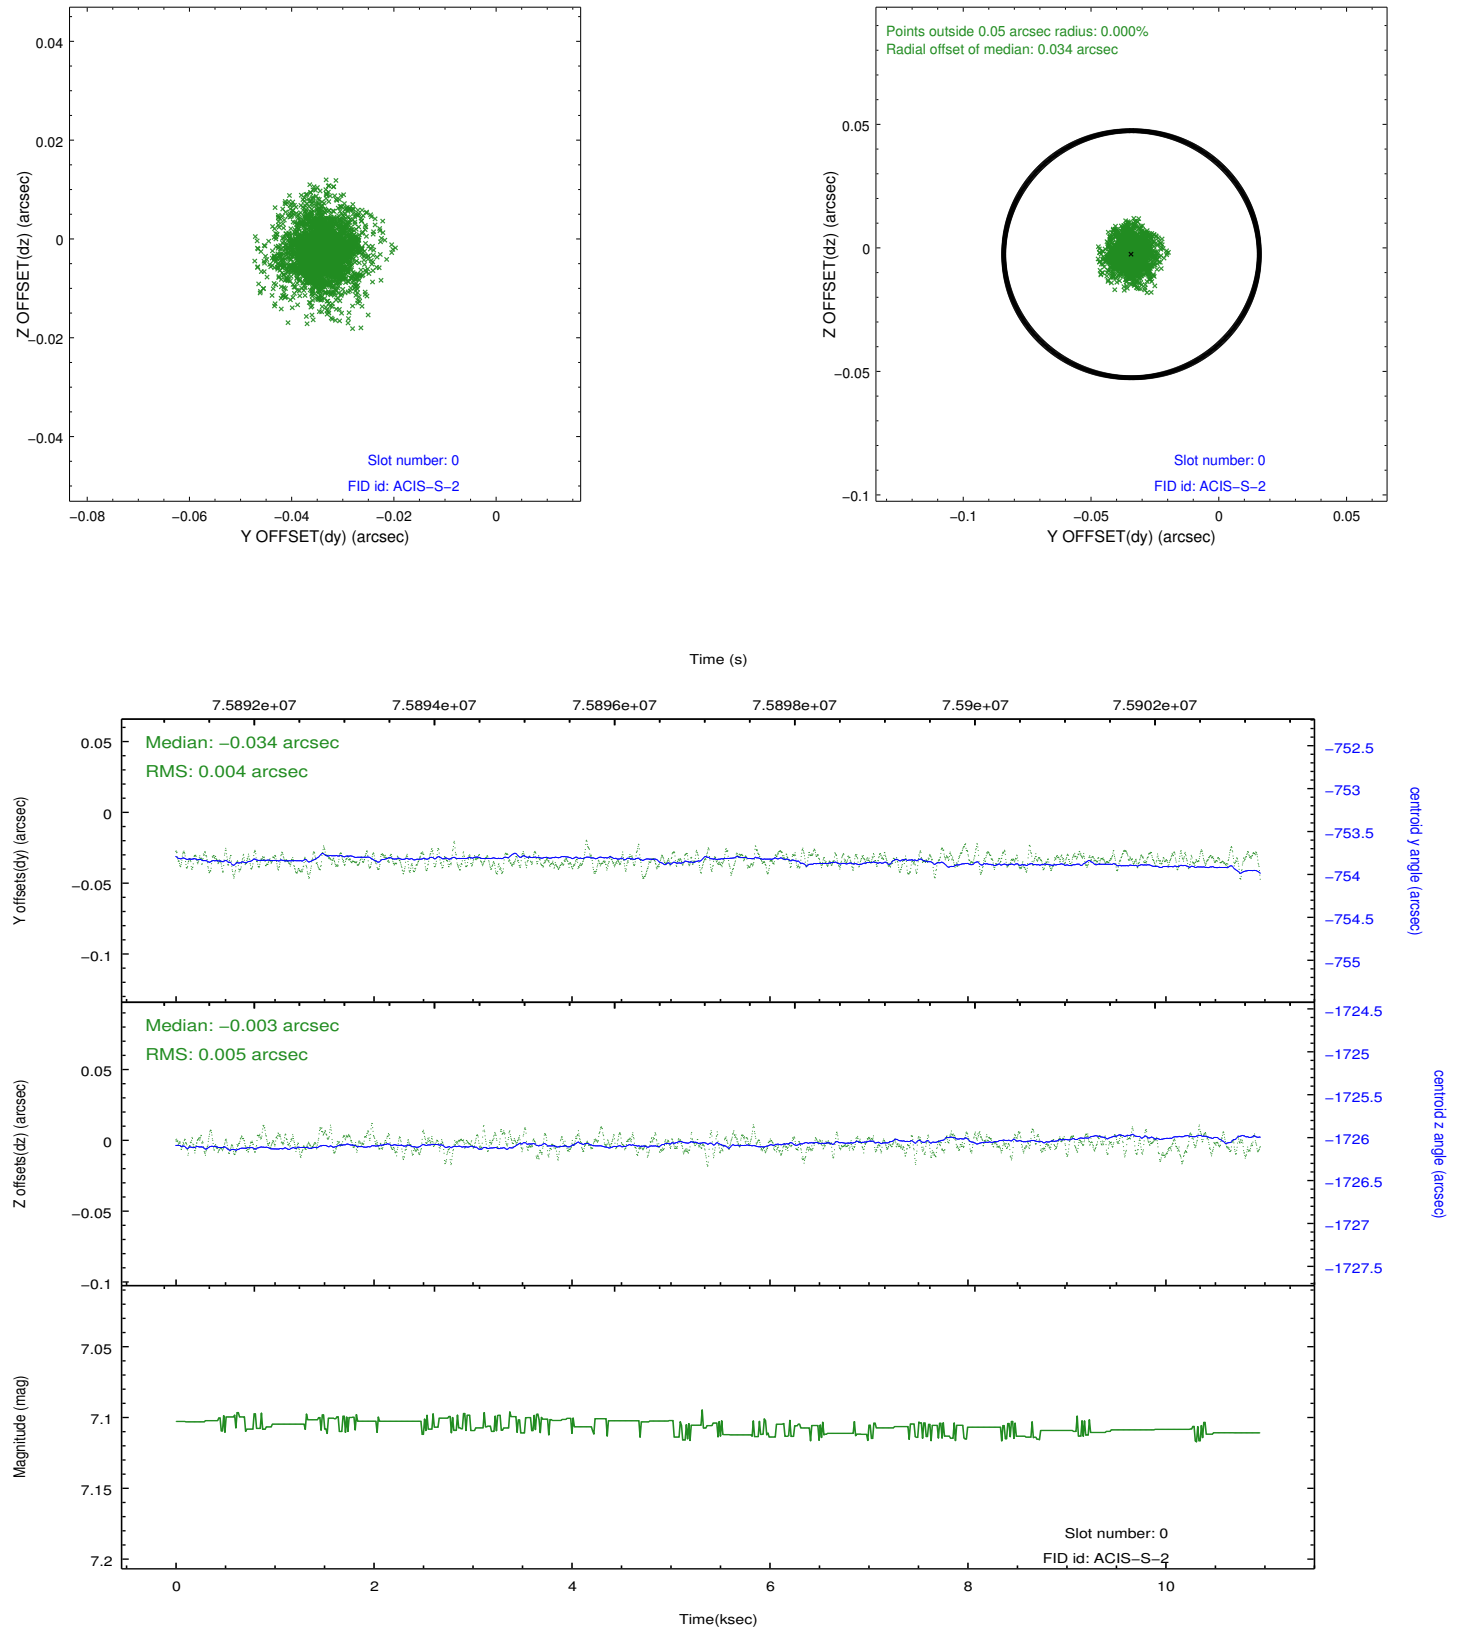 0.04
0.02
0
−0.02
−0.04
Z OFFSET(dz) (arcsec)
Slot number: 0
FID id: ACIS−S−2
−0.08 −0.06 −0.04 −0.02 0
Y OFFSET(dy) (arcsec)
Points outside 0.05 arcsec radius: 0.000%
Radial offset of median: 0.034 arcsec
0.05
0
−0.05
−0.1
Z OFFSET(dz) (arcsec)
Slot number: 0
FID id: ACIS−S−2
−0.1 −0.05 0 0.05
Y OFFSET(dy) (arcsec)
Time (s)
7.5892e+07 7.5894e+07 7.5896e+07 7.5898e+07 7.59e+07 7.5902e+07
Median: −0.034 arcsec
RMS: 0.004 arcsec
0.05
0
−0.05
−0.1
Y offsets(dy) (arcsec)
−752.5
−753
−753.5
−754
−754.5
−755
centroid y angle (arcsec)
Median: −0.003 arcsec
RMS: 0.005 arcsec
0.05
0
−0.05
−0.1
Z offsets(dz) (arcsec)
−1724.5
−1725
−1725.5
−1726
−1726.5
−1727
−1727.5
centroid z angle (arcsec)
7.05
7.1
7.15
7.2
Magnitude (mag)
Slot number: 0
FID id: ACIS−S−2
0 2 4 6 8 10
Time(ksec)